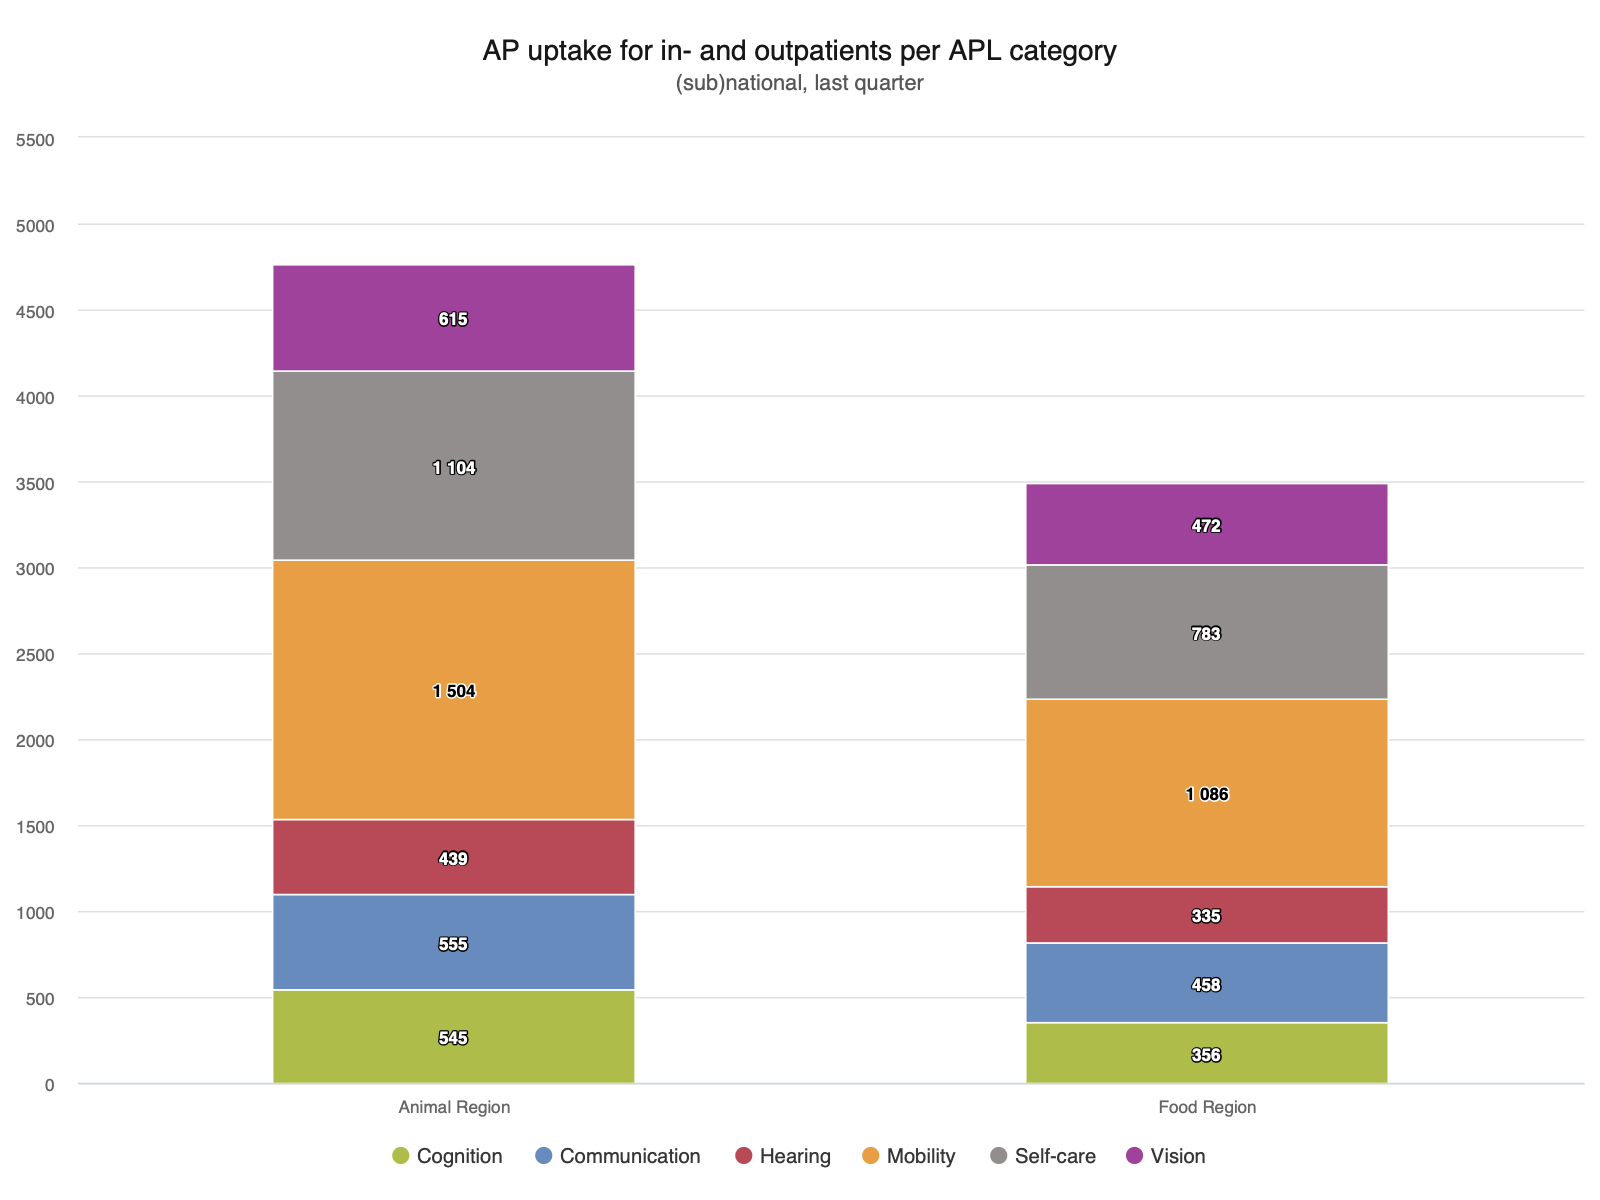 AP uptake for in- and outpatients per APL category
(sub)national, last quarter
5500
5000
4500
4000
3500
3000
2500
2000
1500
1000
500
0
615
1 104
1 504
439
555
545
472
783
1 086
335
458
356
Animal Region
Food Region
Cognition
Communication
Hearing
Mobility
Self-care
Vision